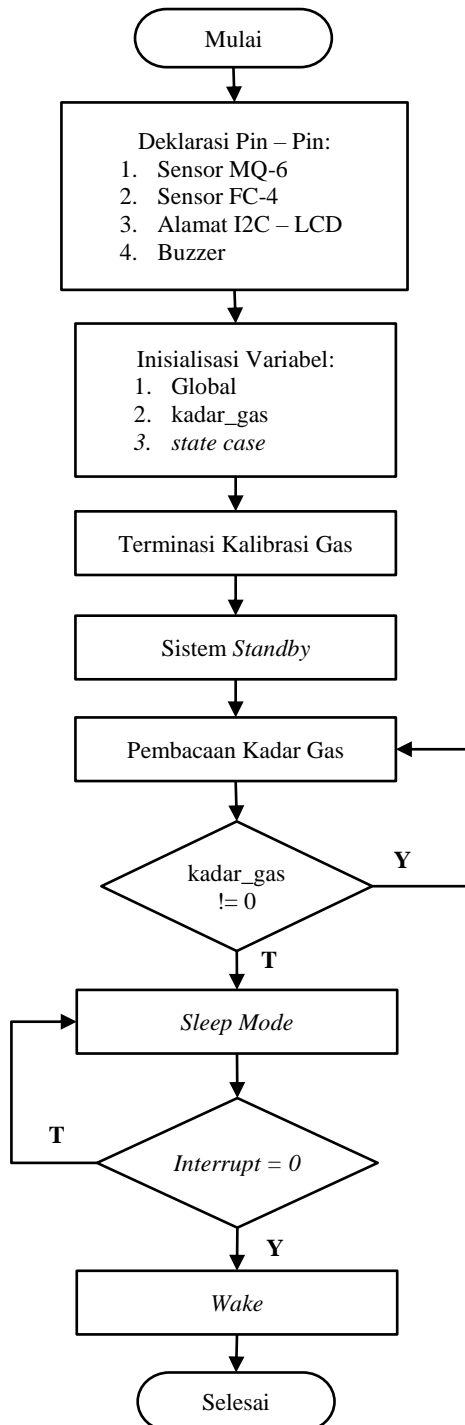 Mulai
Deklarasi Pin – Pin:
1. Sensor MQ-6
2. Sensor FC-4
3. Alamat I2C – LCD
4. Buzzer
Inisialisasi Variabel:
1. Global
2. kadar_gas
3. state case
Terminasi Kalibrasi Gas
Sistem Standby
Pembacaan Kadar Gas
kadar_gas
!= 0
Y
T
Sleep Mode
T
Interrupt = 0
Y
Wake
Selesai